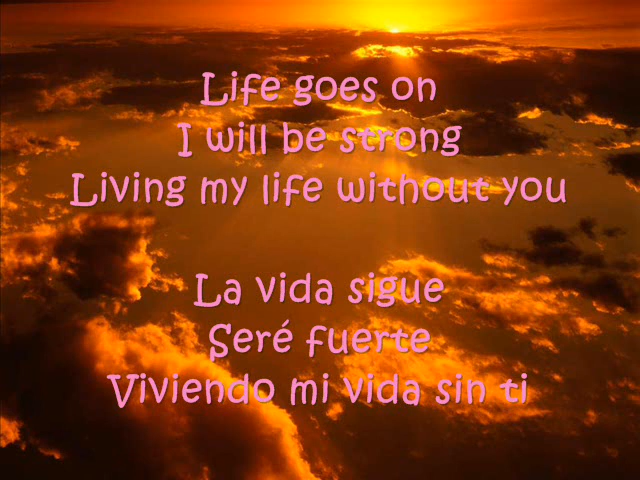 Life goes on
I will be strong
Living my life without you
La vida sigue
Seré fuerte
Viviendo mi vida sin ti